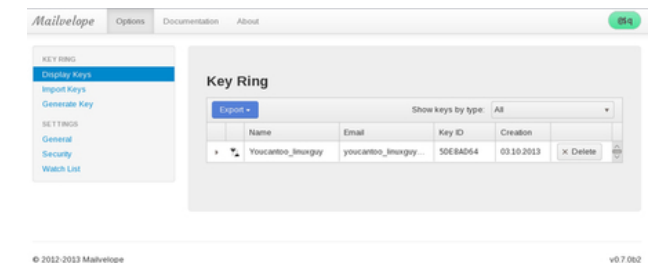 Mailvelope Options Documentation About
KEY RING
Display Keys
Import Keys
Generate Key
SETTINGS
General
Security
Watch List
Key Ring
Export Show keys by type: All
Name Email Key ID Creation
Youcantoo_linuxguy youcantoo_linuxguy... 50E8AD64 03.10.2013 × Delete
© 2012-2013 Mailvelope v0.7.0b2